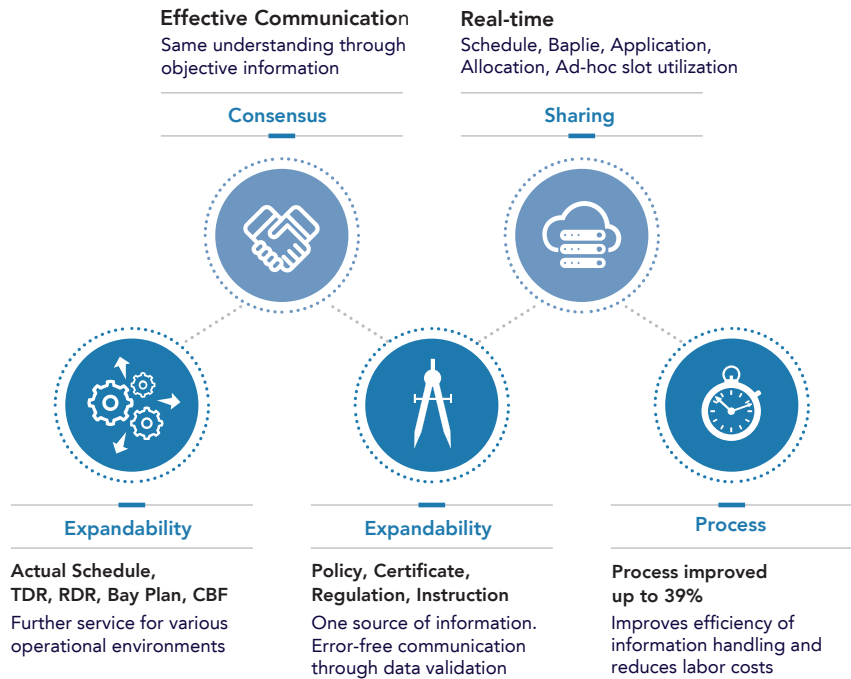 Effective Communication
Same understanding through
objective information
Consensus
Real-time
Schedule, Baplie, Application,
Allocation, Ad-hoc slot utilization
Sharing
Expandability
Actual Schedule,
TDR, RDR, Bay Plan, CBF
Further service for various
operational environments
Expandability
Policy, Certificate,
Regulation, Instruction
One source of information.
Error-free communication
through data validation
Process
Process improved
up to 39%
Improves efficiency of
information handling and
reduces labor costs